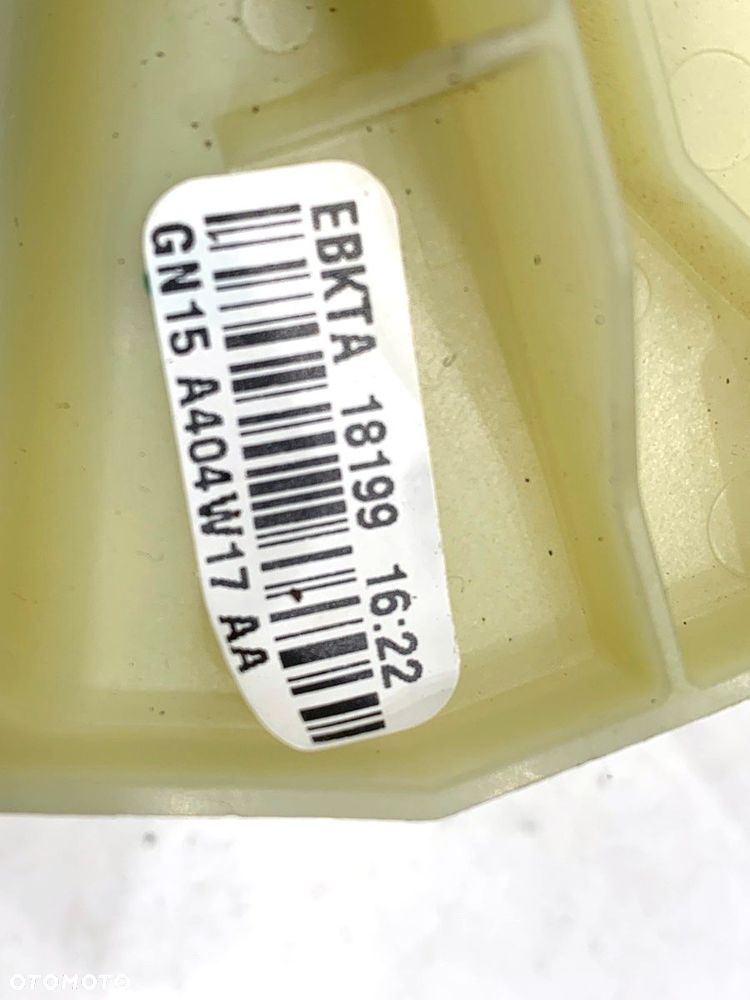 EBKTA 18199 16:22
GN15 A404W17 AA
OTOMOTO